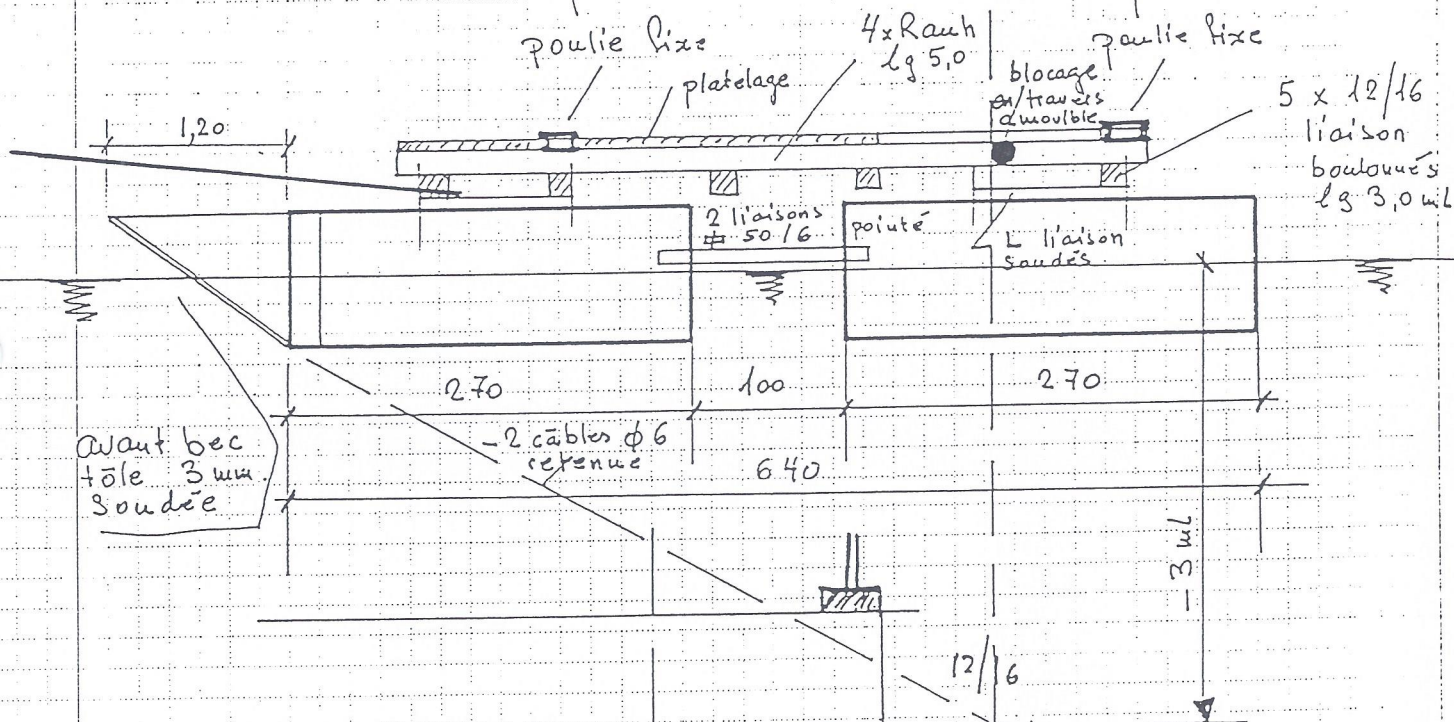 poulie fixe
4x Rauh
lg 5,0
poulie fixe
platelage
blocage
en/travers
amovible
5 x 12/16
liaison
boulonnés
lg 3,0 ml
1,20
2 liaisons
50/6
pointé
L liaison
soudés
270
100
270
avant bec
tôle 3 mm
soudée
- 2 câbles ϕ 6
retenue
640
- 3 ml
12/16